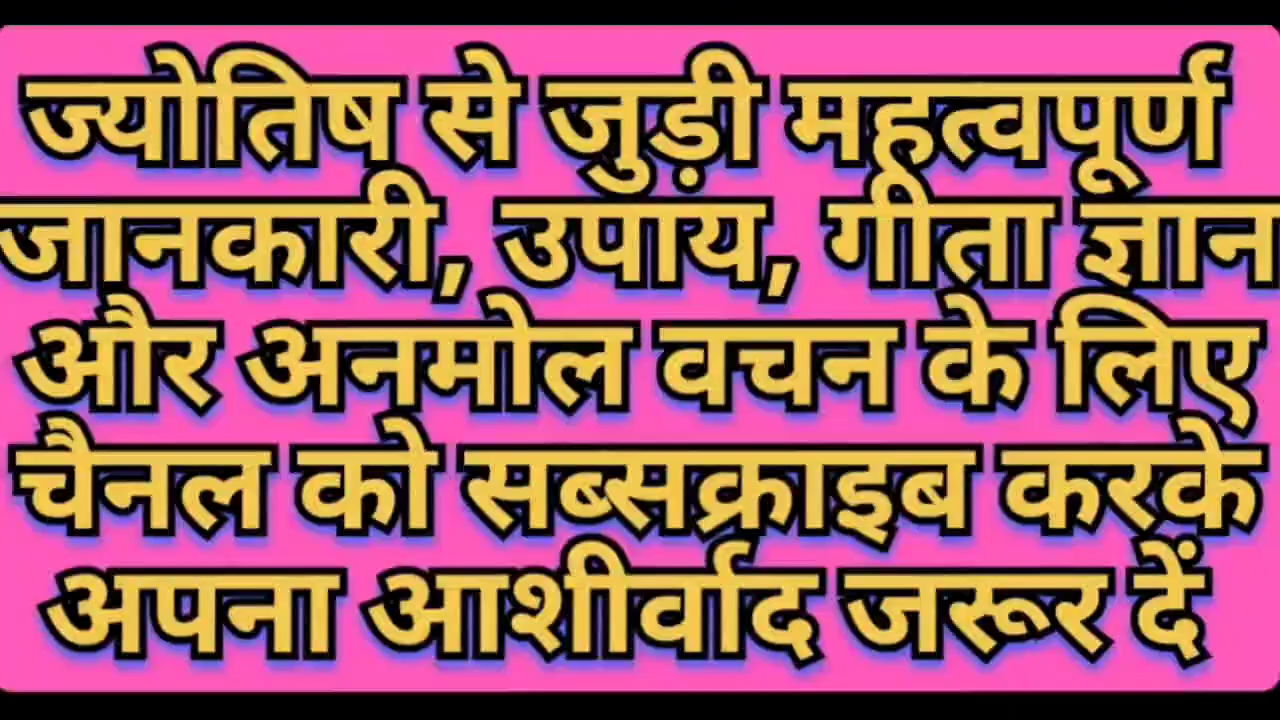 ज्योतिष से जुड़ी महत्वपूर्ण
जानकारी, उपाय, गीता ज्ञान
और अनमोल वचन के लिए
चैनल को सब्सक्राइब करके
अपना आशीर्वाद जरूर दें